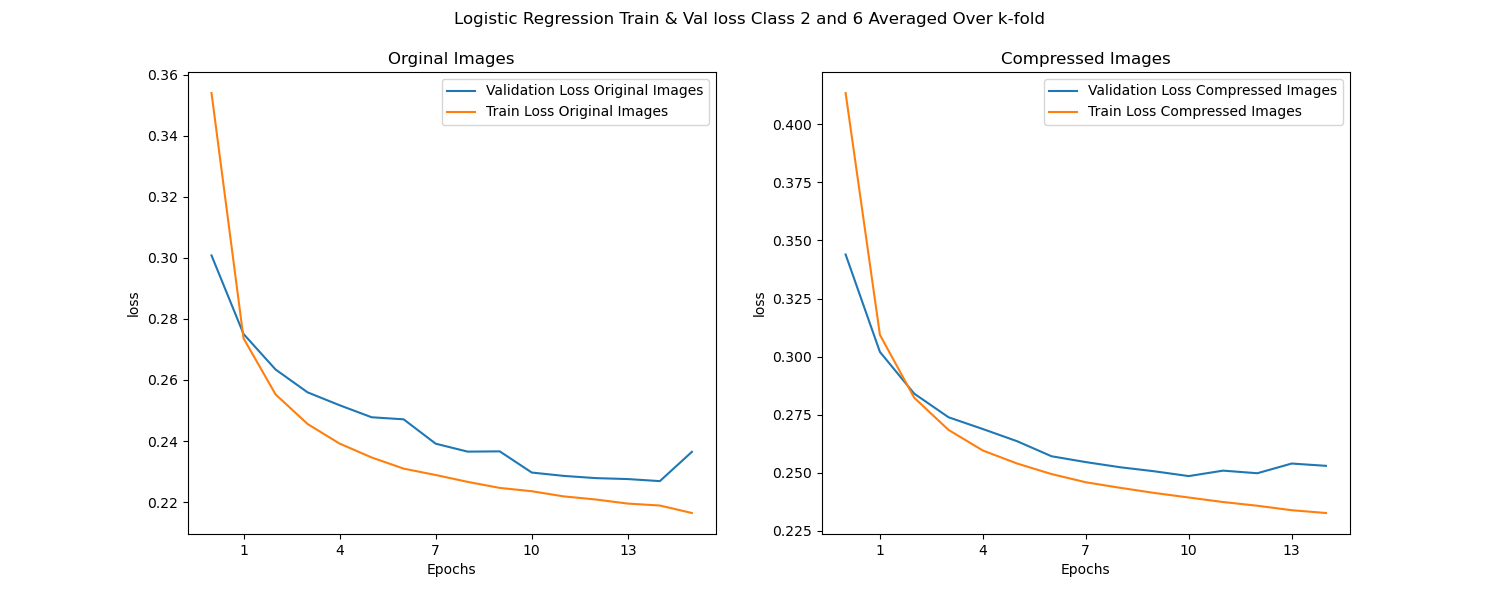 Logistic Regression Train & Val loss Class 2 and 6 Averaged Over k-fold
Orginal Images
Validation Loss Original Images
Train Loss Original Images
0.36
0.34
0.32
0.30
0.28
0.26
0.24
0.22
loss
1 4 7 10 13
Epochs
Compressed Images
Validation Loss Compressed Images
Train Loss Compressed Images
0.400
0.375
0.350
0.325
0.300
0.275
0.250
0.225
loss
1 4 7 10 13
Epochs